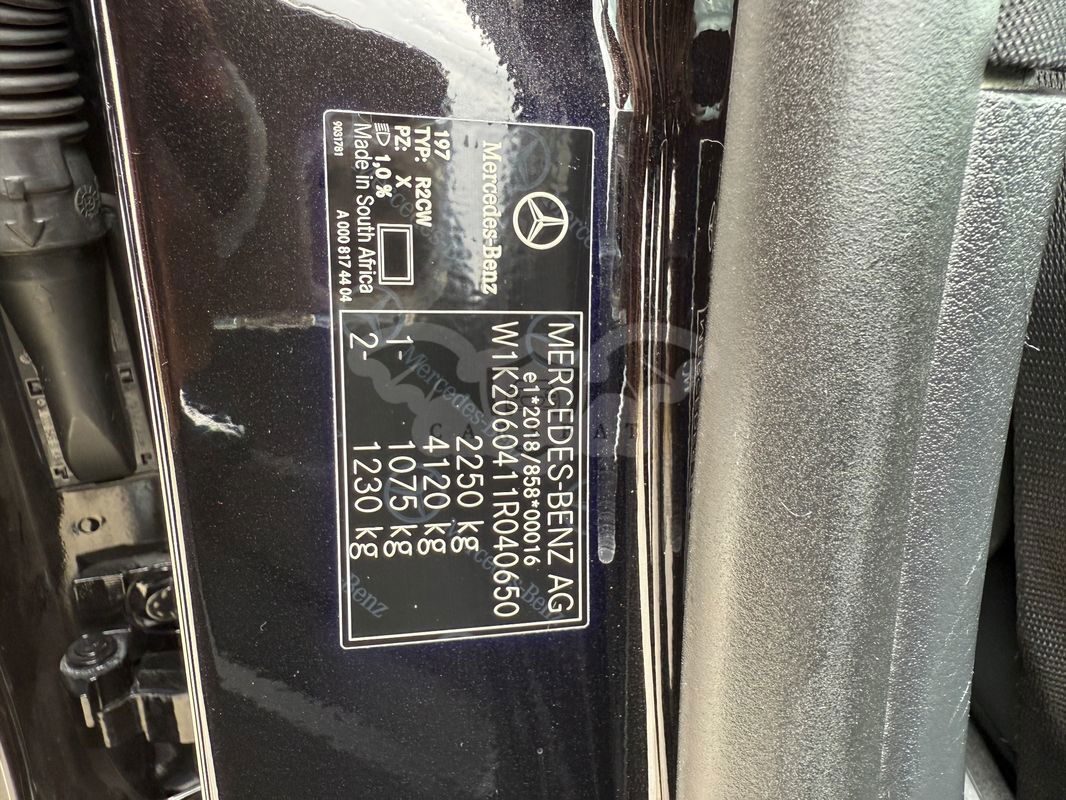 Mercedes-Benz
197
TYP: R2CW
PZ: X
1,0 %
Made in South Africa
9031781
A 000 817 44 04
MERCEDES-BENZ AG
e1*2018/858*00016
W1K2060411R040650
2250 kg
4120 kg
1- 1075 kg
2- 1230 kg